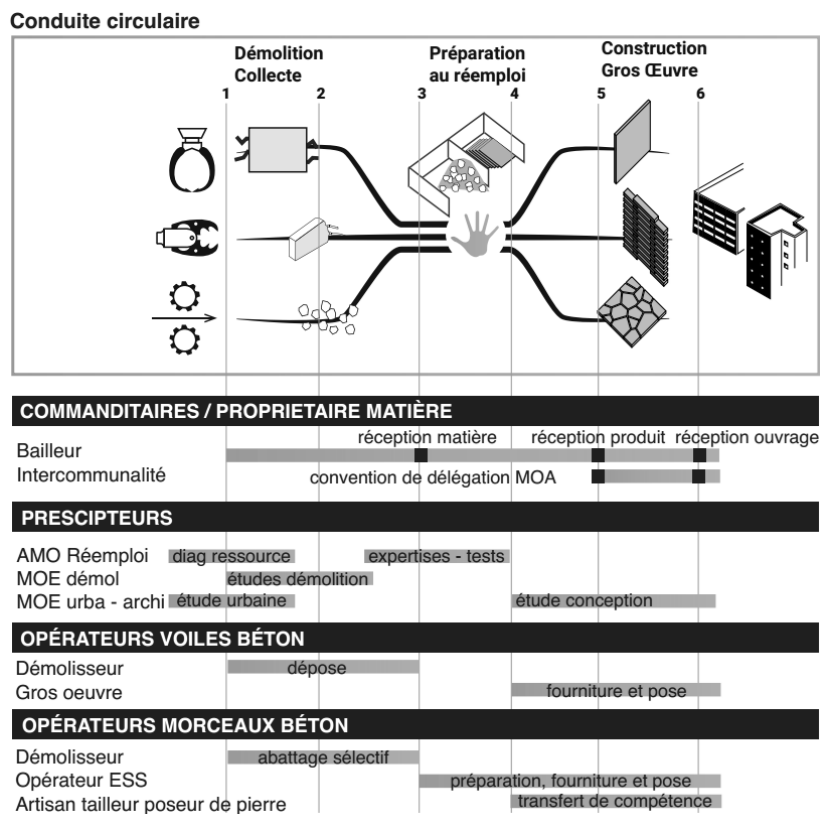 Conduite circulaire
Démolition
Collecte
Préparation
au réemploi
Construction
Gros Œuvre
1 2 3 4 5 6
COMMANDITAIRES / PROPRIETAIRE MATIÈRE
réception matière réception produit réception ouvrage
Bailleur
Intercommunalité convention de délégation MOA
PRESCIPTEURS
AMO Réemploi diag ressource expertises - tests
MOE démol études démolition
MOE urba - archi étude urbaine étude conception
OPÉRATEURS VOILES BÉTON
Démolisseur dépose
Gros oeuvre fourniture et pose
OPÉRATEURS MORCEAUX BÉTON
Démolisseur abattage sélectif
Opérateur ESS préparation, fourniture et pose
Artisan tailleur poseur de pierre transfert de compétence